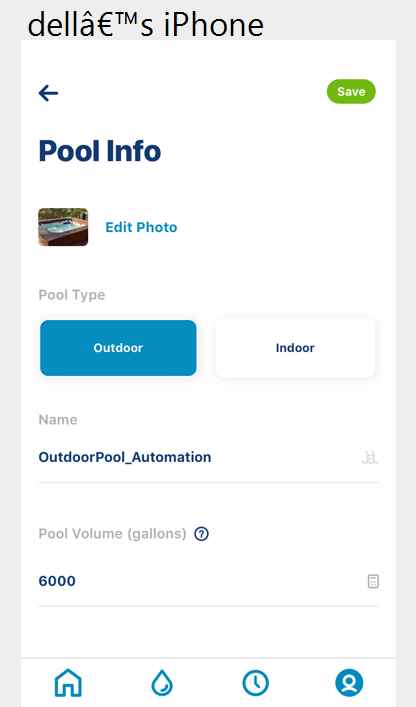 dellâ€™s iPhone
Save
Pool Info
Edit Photo
Pool Type
Outdoor
Indoor
Name
OutdoorPool_Automation
Pool Volume (gallons) ?
6000